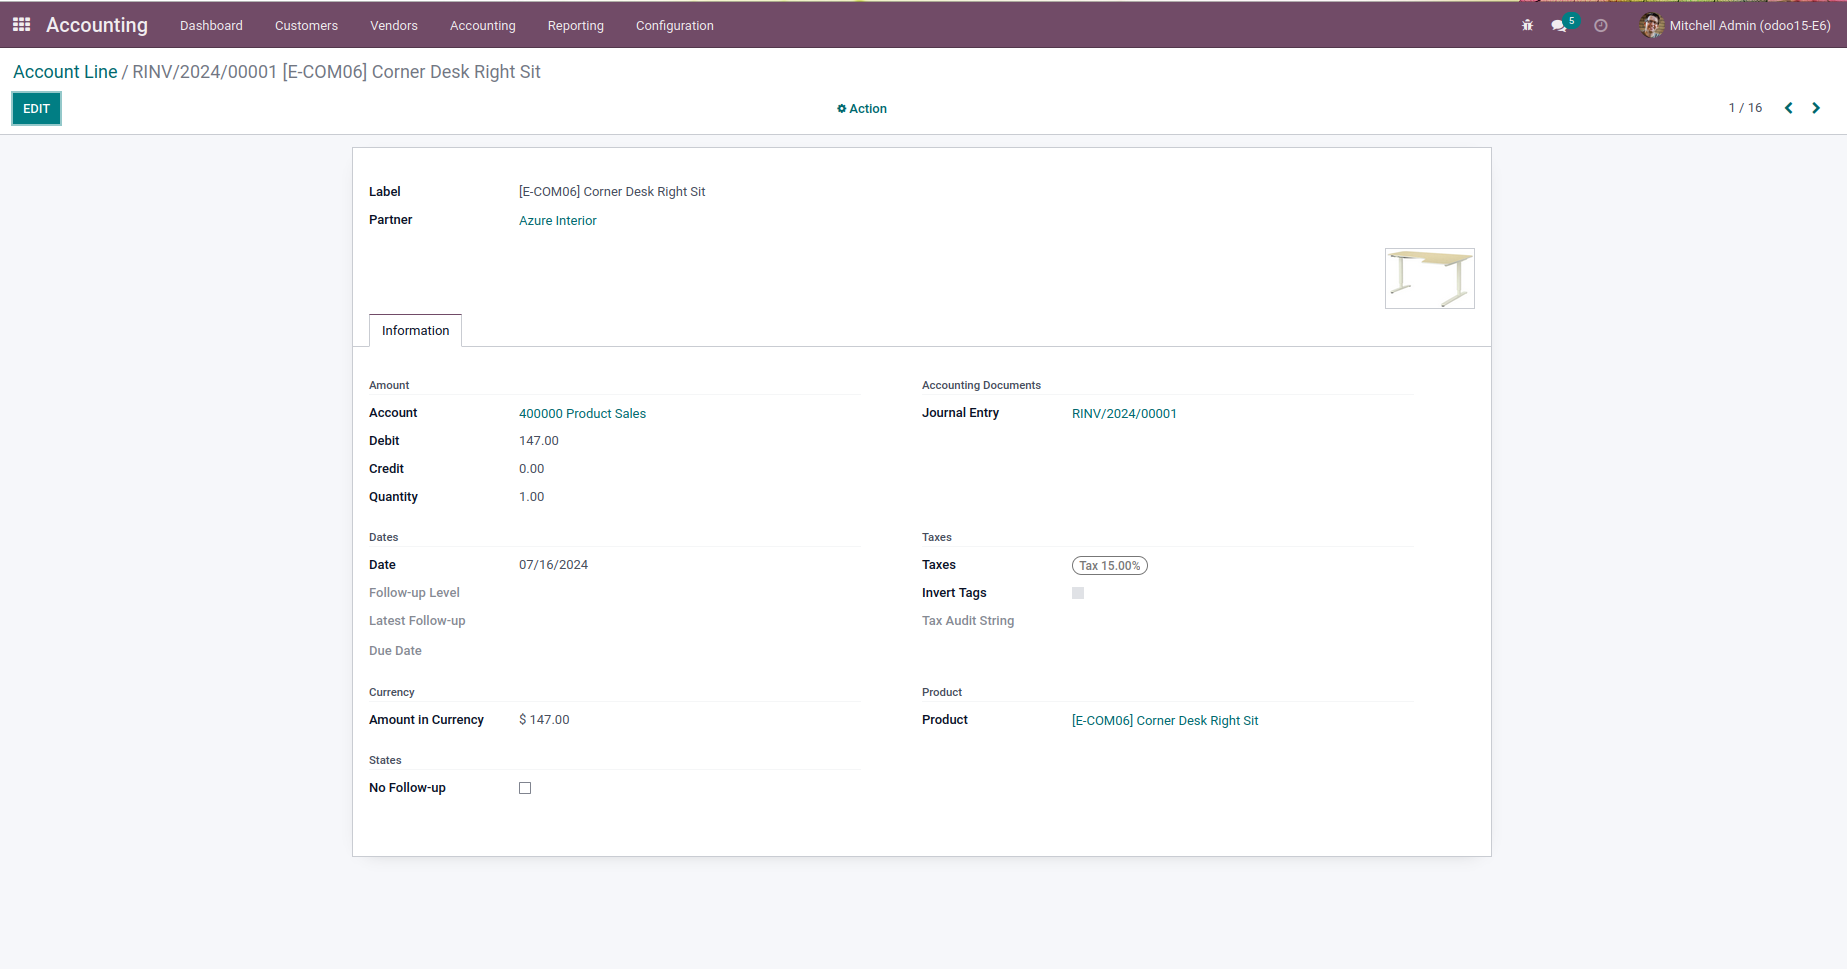 Accounting Dashboard Customers Vendors Accounting Reporting Configuration 5 Mitchell Admin (odoo15-E6)
Account Line / RINV/2024/00001 [E-COM06] Corner Desk Right Sit
EDIT Action 1 / 16
Label [E-COM06] Corner Desk Right Sit
Partner Azure Interior
Information
Amount
Account 400000 Product Sales
Debit 147.00
Credit 0.00
Quantity 1.00
Accounting Documents
Journal Entry RINV/2024/00001
Dates
Date 07/16/2024
Follow-up Level
Latest Follow-up
Due Date
Taxes
Taxes Tax 15.00%
Invert Tags
Tax Audit String
Currency
Amount in Currency $ 147.00
Product
Product [E-COM06] Corner Desk Right Sit
States
No Follow-up